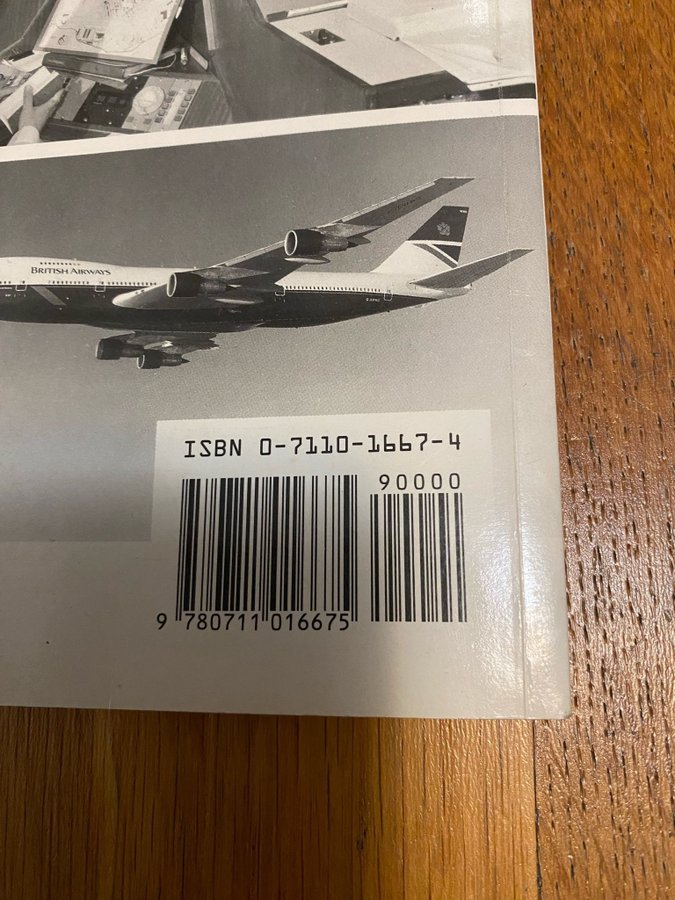 BRITISH AIRWAYS
ISBN 0-7110-1667-4
90000
9 780711 016675